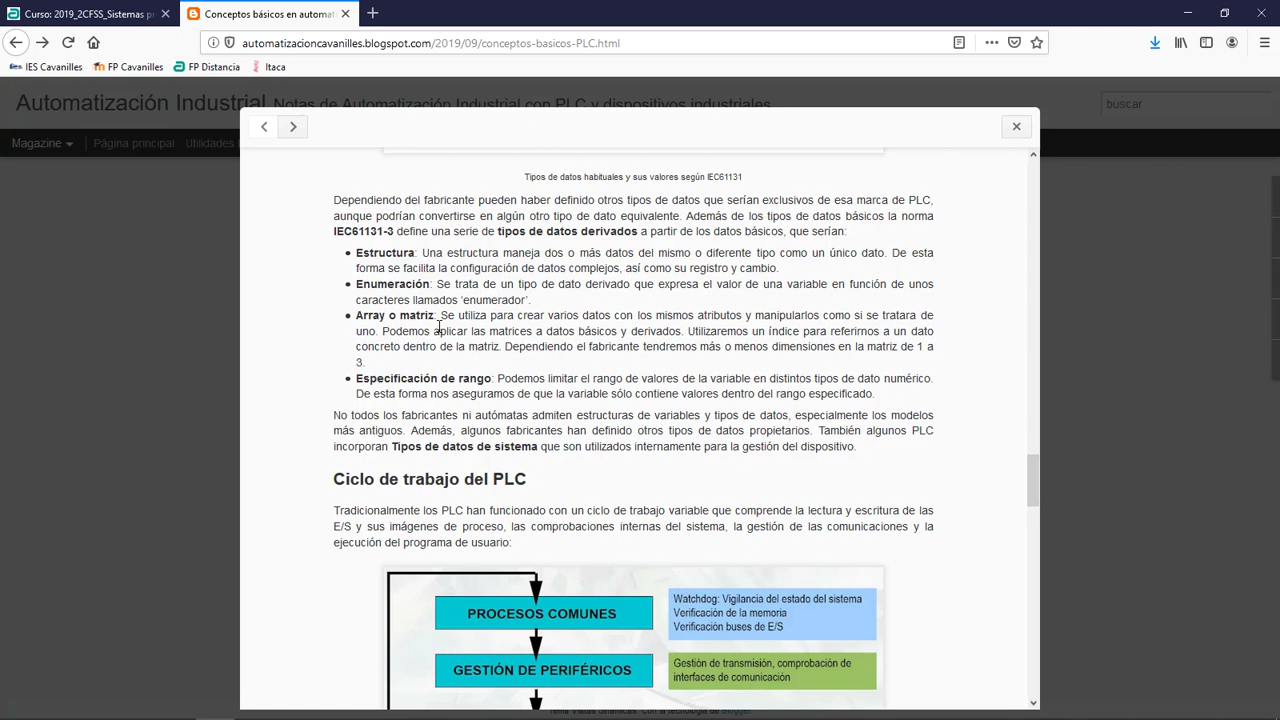 Curso: 2019_2CFSS_Sistemas pr
Conceptos básicos en automat
automatizacioncavanilles.blogspot.com/2019/09/conceptos-basicos-PLC.html
IES Cavanilles
FP Cavanilles
FP Distancia
Itaca
Automatización Industrial Notas de Automatización Industrial con PLC y dispositivos industriales
buscar
Magazine
Página principal
Utilidades
Tipos de datos habituales y sus valores según IEC61131
Dependiendo del fabricante pueden haber definido otros tipos de datos que serían exclusivos de esa marca de PLC,
aunque podrían convertirse en algún otro tipo de dato equivalente. Además de los tipos de datos básicos la norma
IEC61131-3 define una serie de tipos de datos derivados a partir de los datos básicos, que serían:
Estructura: Una estructura maneja dos o más datos del mismo o diferente tipo como un único dato. De esta
forma se facilita la configuración de datos complejos, así como su registro y cambio.
Enumeración: Se trata de un tipo de dato derivado que expresa el valor de una variable en función de unos
caracteres llamados ‘enumerador’.
Array o matriz: Se utiliza para crear varios datos con los mismos atributos y manipularlos como si se tratara de
uno. Podemos aplicar las matrices a datos básicos y derivados. Utilizaremos un índice para referirnos a un dato
concreto dentro de la matriz. Dependiendo el fabricante tendremos más o menos dimensiones en la matriz de 1 a
3.
Especificación de rango: Podemos limitar el rango de valores de la variable en distintos tipos de dato numérico.
De esta forma nos aseguramos de que la variable sólo contiene valores dentro del rango especificado.
No todos los fabricantes ni autómatas admiten estructuras de variables y tipos de datos, especialmente los modelos
más antiguos. Además, algunos fabricantes han definido otros tipos de datos propietarios. También algunos PLC
incorporan Tipos de datos de sistema que son utilizados internamente para la gestión del dispositivo.
Ciclo de trabajo del PLC
Tradicionalmente los PLC han funcionado con un ciclo de trabajo variable que comprende la lectura y escritura de las
E/S y sus imágenes de proceso, las comprobaciones internas del sistema, la gestión de las comunicaciones y la
ejecución del programa de usuario:
PROCESOS COMUNES
Watchdog: Vigilancia del estado del sistema
Verificación de la memoria
Verificación buses de E/S
GESTIÓN DE PERIFÉRICOS
Gestión de transmisión, comprobación de
interfaces de comunicación
Tema Vistas dinámicas. Con la tecnología de Blogger.